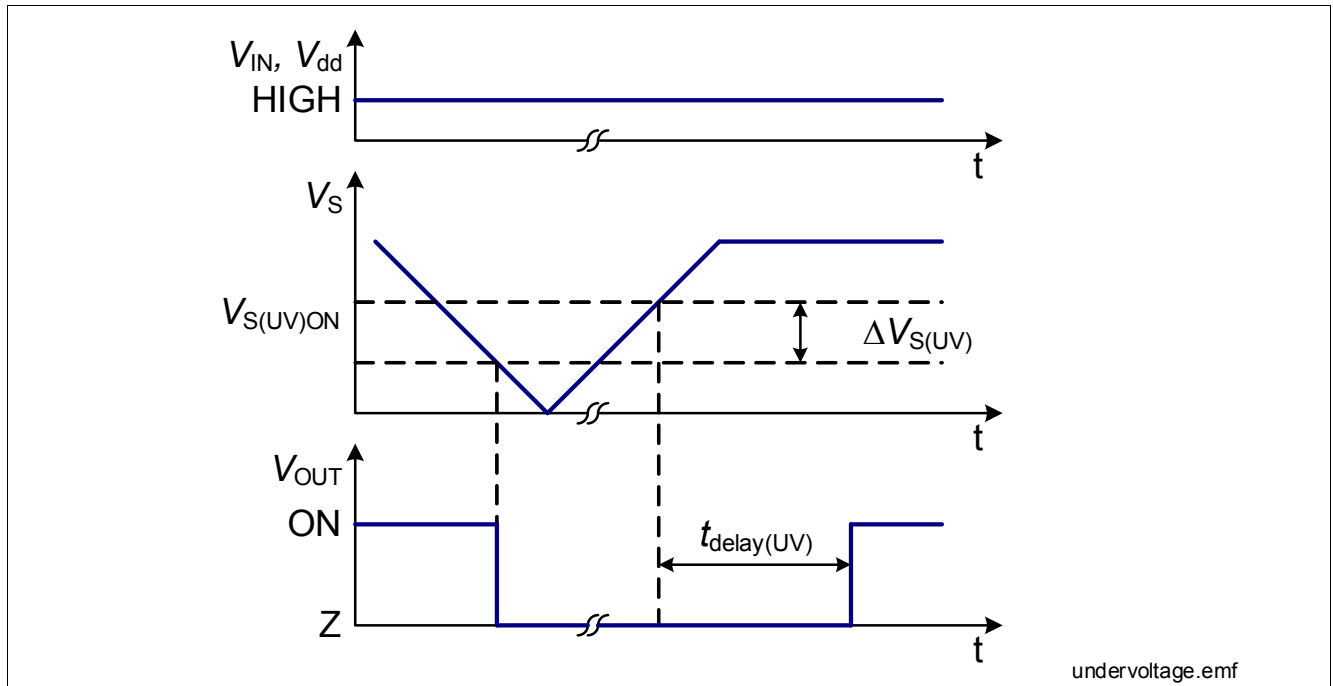 VIN, Vdd
HIGH
t
VS
VS(UV)ON
ΔVS(UV)
t
VOUT
ON
tdelay(UV)
Z
t
undervoltage.emf